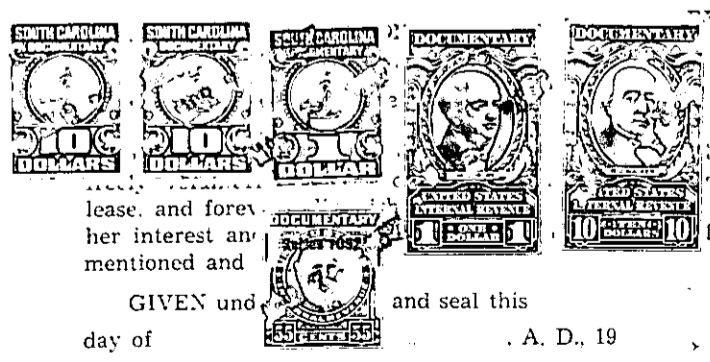 SOUTH CAROLINA
DOCUMENTARY
10
DOLLARS
SOUTH CAROLINA
DOCUMENTARY
10
DOLLARS
SOUTH CAROLINA
DOCUMENTARY
1
DOLLAR
DOCUMENTARY
UNITED STATES
INTERNAL REVENUE
1 ONE DOLLAR 1
DOCUMENTARY
UNITED STATES
INTERNAL REVENUE
10 TEN DOLLARS 10
lease, and forev
her interest and
mentioned and
DOCUMENTARY
55 CENTS 55
GIVEN und and seal this
day of , A. D., 19